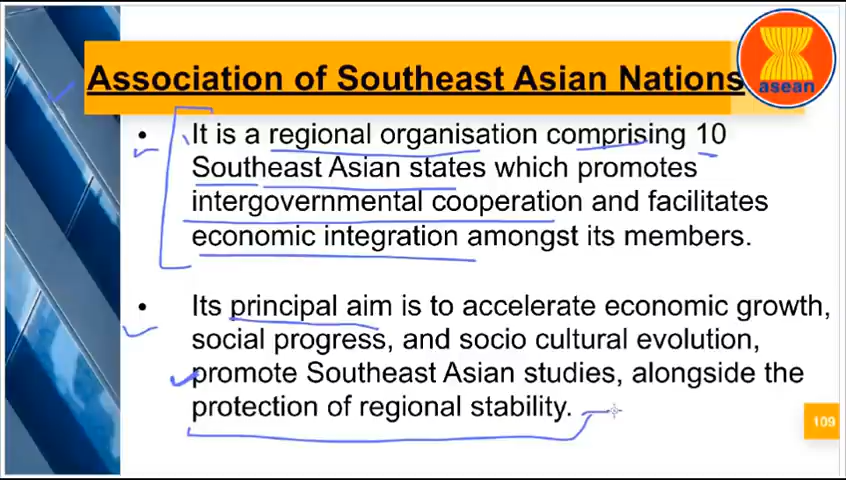 Association of Southeast Asian Nations
asean
• It is a regional organisation comprising 10
Southeast Asian states which promotes
intergovernmental cooperation and facilitates
economic integration amongst its members.
• Its principal aim is to accelerate economic growth,
social progress, and socio cultural evolution,
promote Southeast Asian studies, alongside the
protection of regional stability.
109